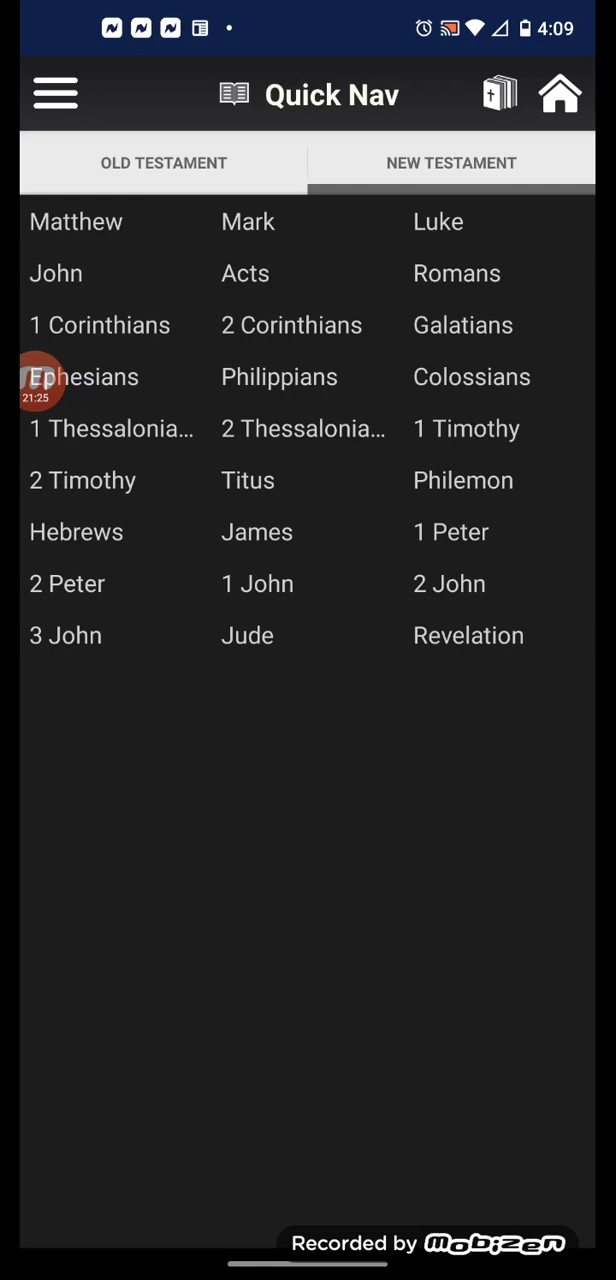 4:09
Quick Nav
OLD TESTAMENT NEW TESTAMENT
Matthew Mark Luke
John Acts Romans
1 Corinthians 2 Corinthians Galatians
Ephesians Philippians Colossians
21:25
1 Thessalonia... 2 Thessalonia... 1 Timothy
2 Timothy Titus Philemon
Hebrews James 1 Peter
2 Peter 1 John 2 John
3 John Jude Revelation
Recorded by mobizen